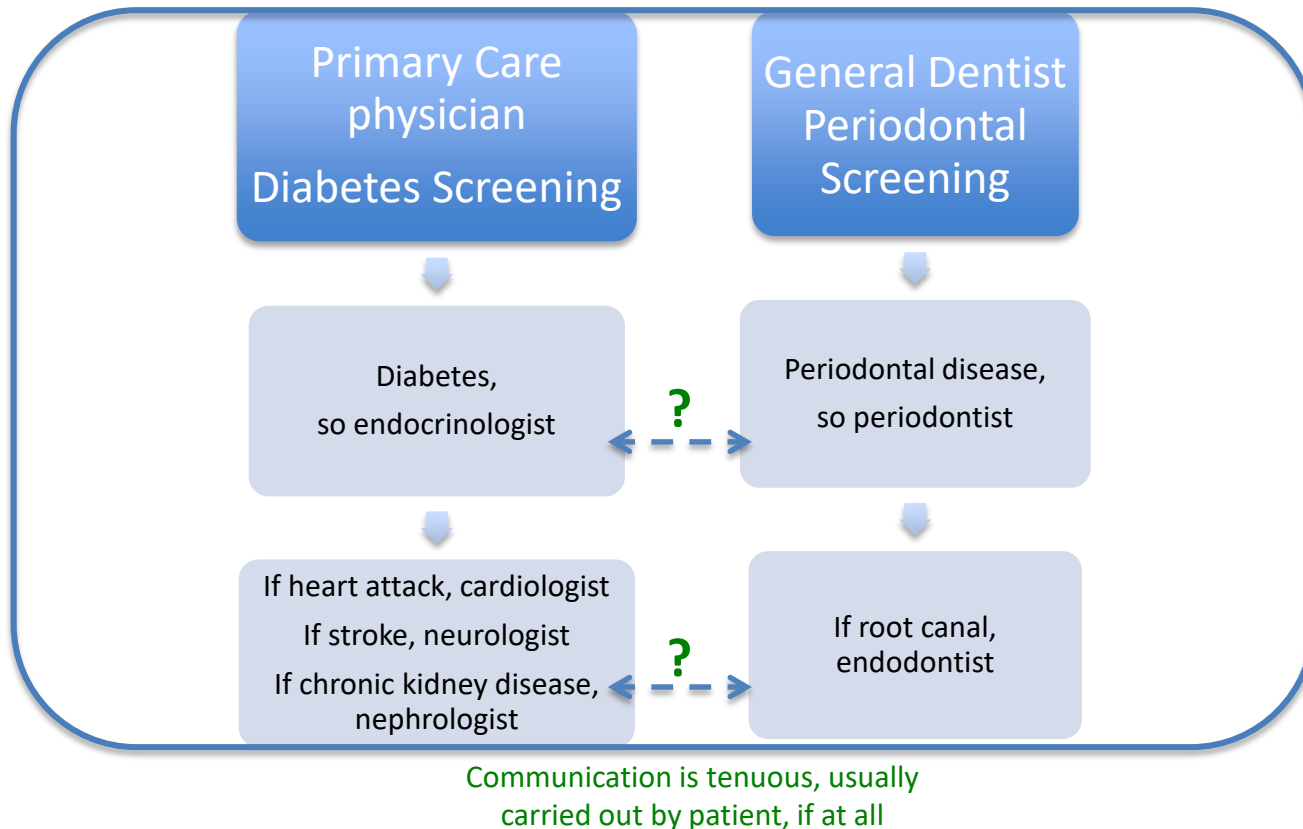 Primary Care
physician
Diabetes Screening
General Dentist
Periodontal
Screening
Diabetes,
so endocrinologist
?
Periodontal disease,
so periodontist
If heart attack, cardiologist
If stroke, neurologist
If chronic kidney disease,
nephrologist
?
If root canal,
endodontist
Communication is tenuous, usually
carried out by patient, if at all